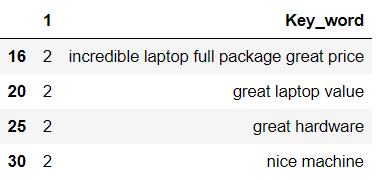 1 Key_word
16 2 incredible laptop full package great price
20 2 great laptop value
25 2 great hardware
30 2 nice machine